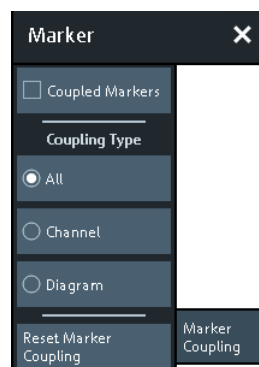 Marker
Coupled Markers
Coupling Type
All
Channel
Diagram
Reset Marker
Coupling
Marker
Coupling